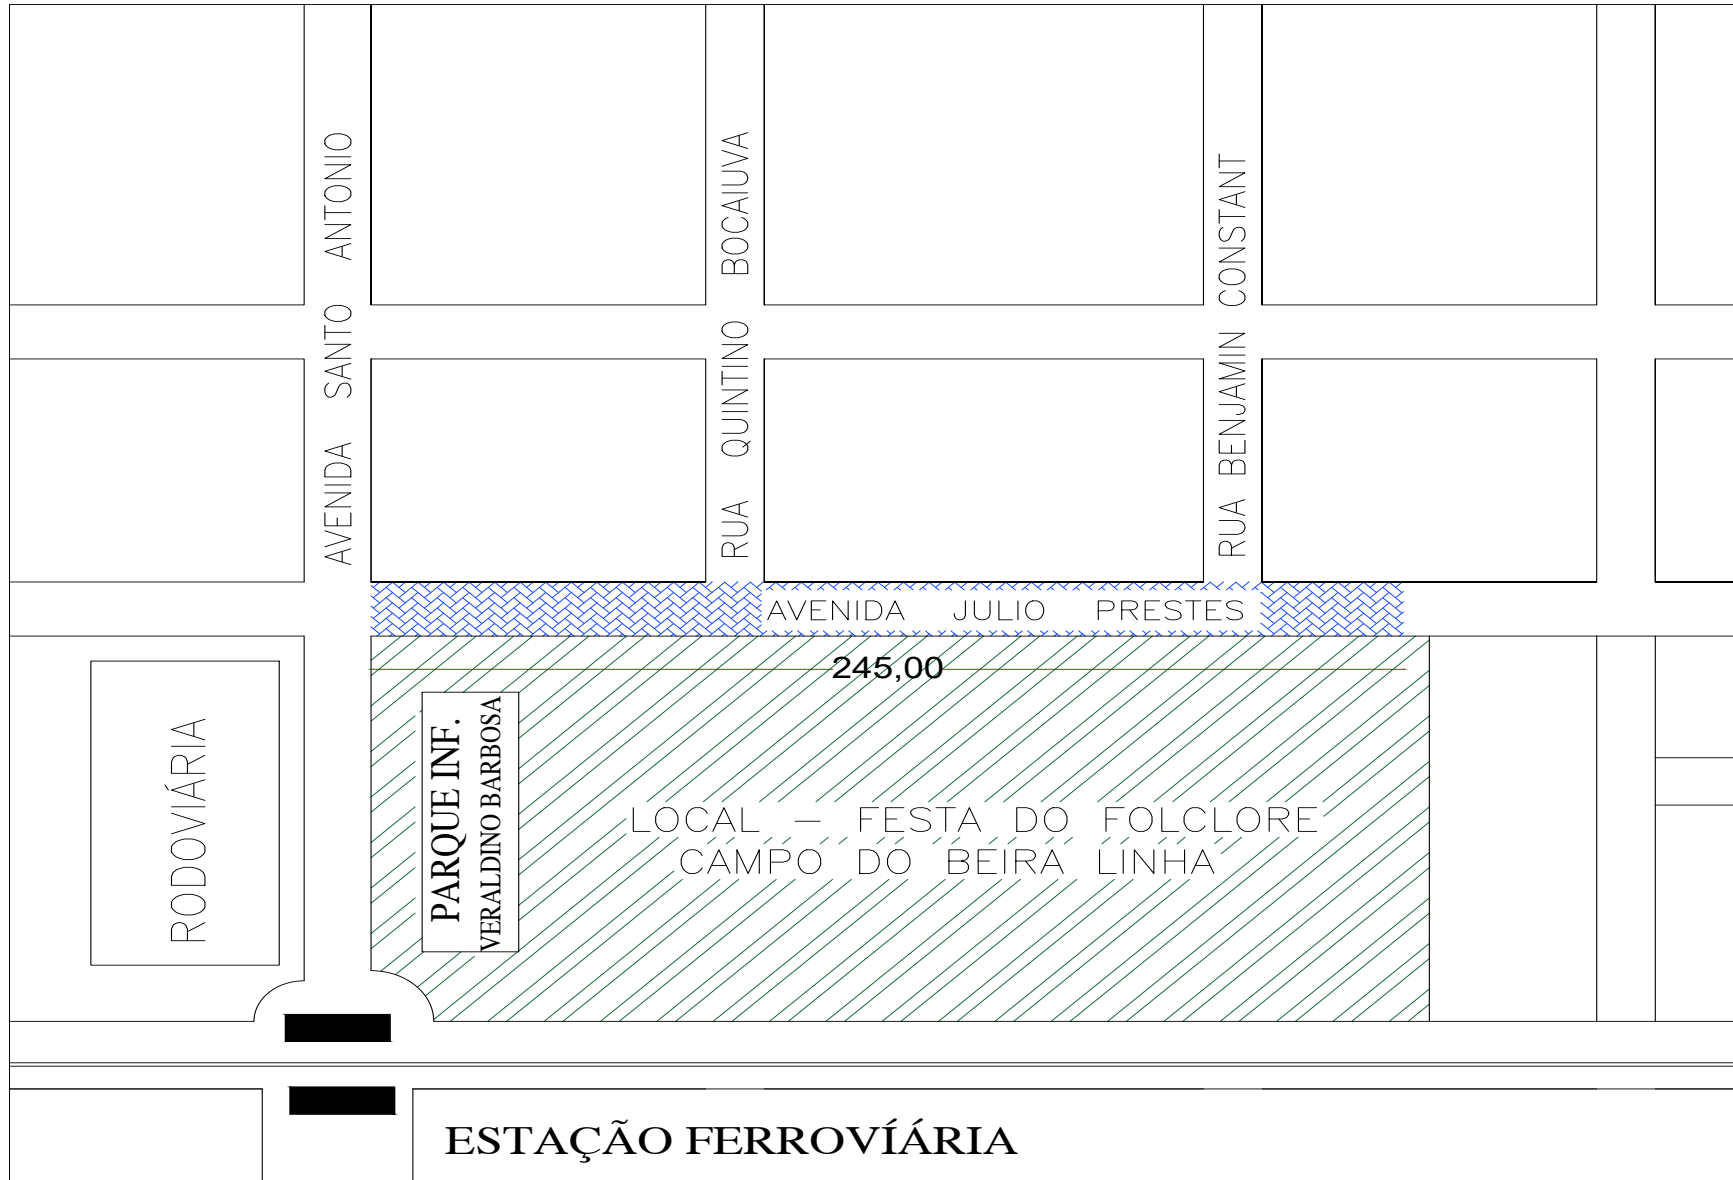 AVENIDA SANTO ANTONIO
RUA QUINTINO BOCAIUVA
RUA BENJAMIN CONSTANT
AVENIDA JULIO PRESTES
245,00
RODOVIÁRIA
PARQUE INF.
VERALDINO BARBOSA
LOCAL – FESTA DO FOLCLORE
CAMPO DO BEIRA LINHA
ESTAÇÃO FERROVÍÁRIA